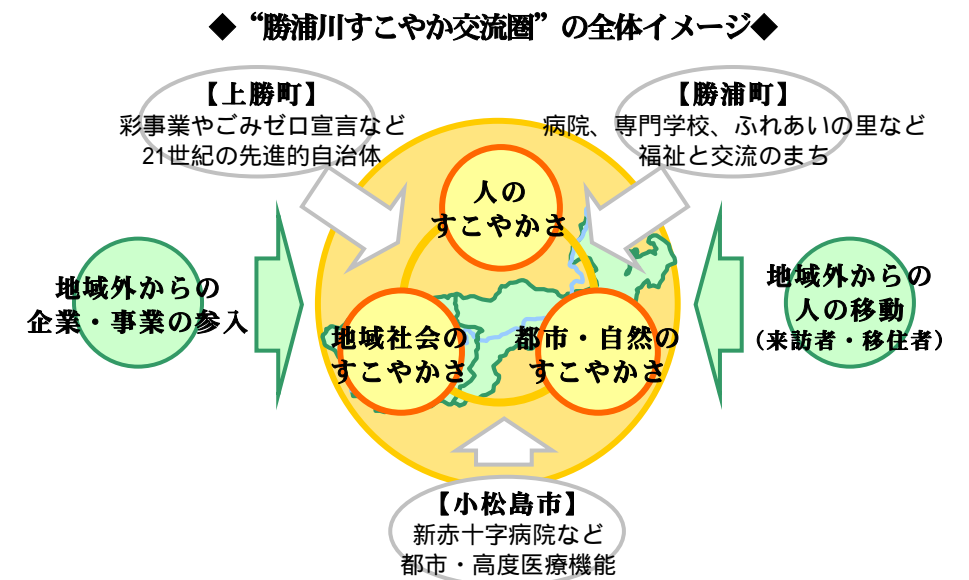 ◆“勝浦川すこやか交流圏”の全体イメージ◆
【上勝町】
彩事業やごみゼロ宣言など
21世紀の先進的自治体
【勝浦町】
病院、専門学校、ふれあいの里など
福祉と交流のまち
人の
すこやかさ
地域外からの
企業・事業の参入
地域外からの
人の移動
（来訪者・移住者）
地域社会の
すこやかさ
都市・自然の
すこやかさ
【小松島市】
新赤十字病院など
都市・高度医療機能